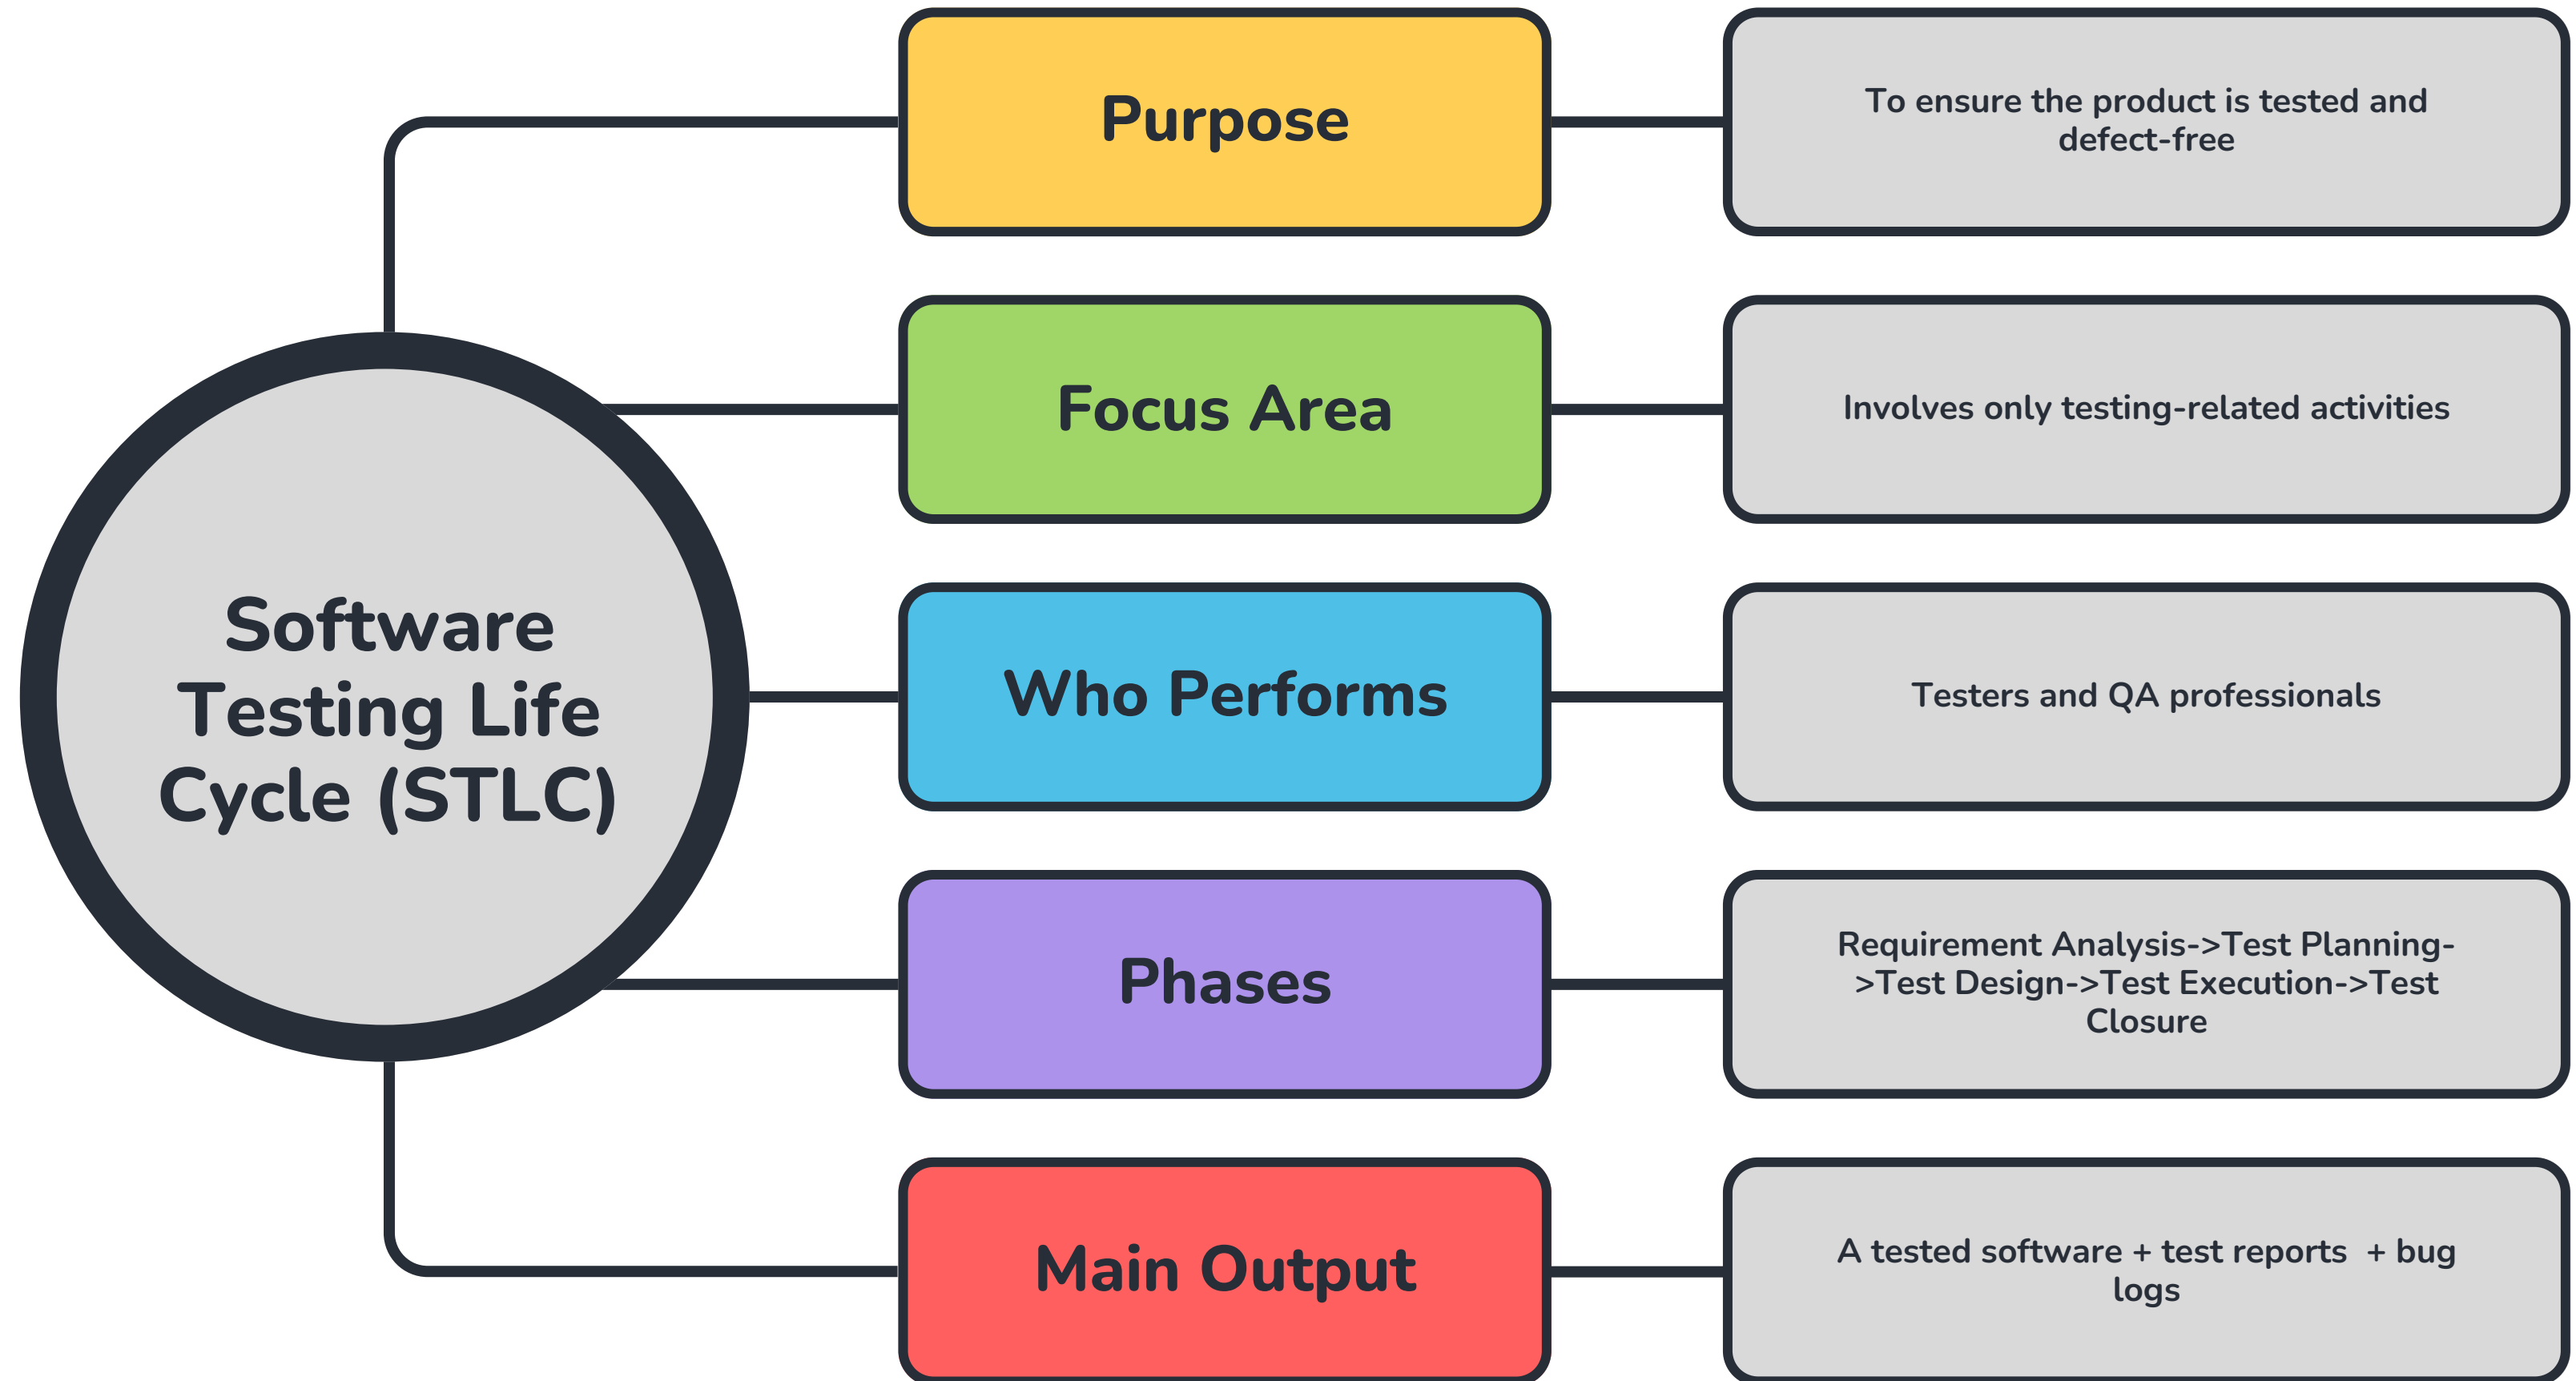 Software
Testing Life
Cycle (STLC)
Purpose
To ensure the product is tested and
defect-free
Focus Area
Involves only testing-related activities
Who Performs
Testers and QA professionals
Phases
Requirement Analysis->Test Planning-
>Test Design->Test Execution->Test
Closure
Main Output
A tested software + test reports  + bug
logs